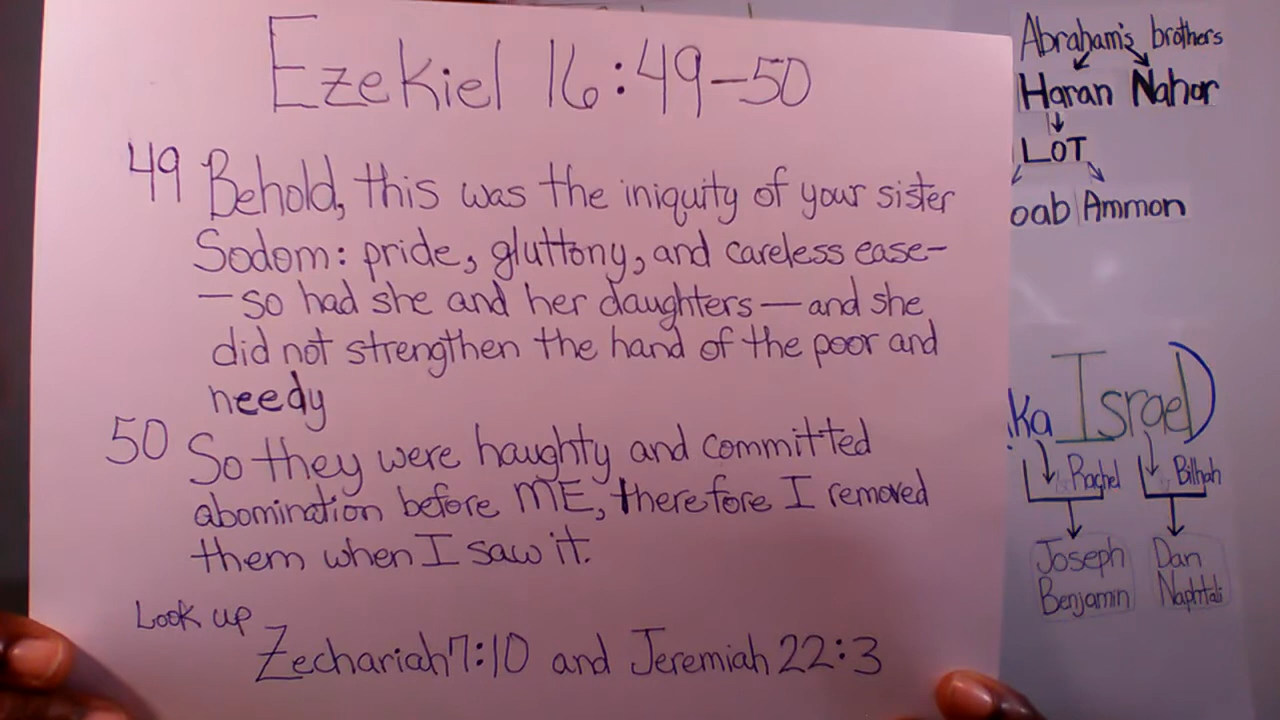 Ezekiel 16:49-50
49 Behold, this was the iniquity of your sister
Sodom: pride, gluttony, and careless ease-
- so had she and her daughters — and she
did not strengthen the hand of the poor and
needy
50 So they were haughty and committed
abomination before ME, therefore I removed
them when I saw it.
Look up
Zechariah 7:10 and Jeremiah 22:3
Abraham's brothers
Haran Nahor
LOT
oab Ammon
Ka Israel
Rachel Bilhah
Joseph Dan
Benjamin Naphtali